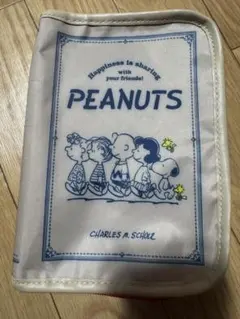 Happiness is sharing
with
your friends!
PEANUTS
CHARLES M. SCHULZ